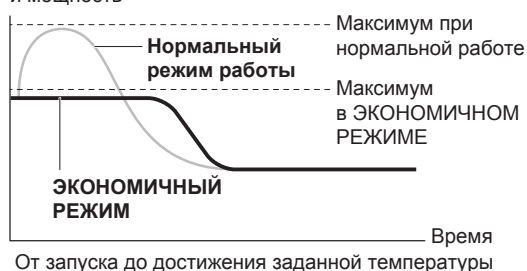 и мощность
Максимум при
нормальной работе
Нормальный
режим работы
Максимум
в ЭКОНОМИЧНОМ
РЕЖИМЕ
ЭКОНОМИЧНЫЙ
РЕЖИМ
Время
От запуска до достижения заданной температуры